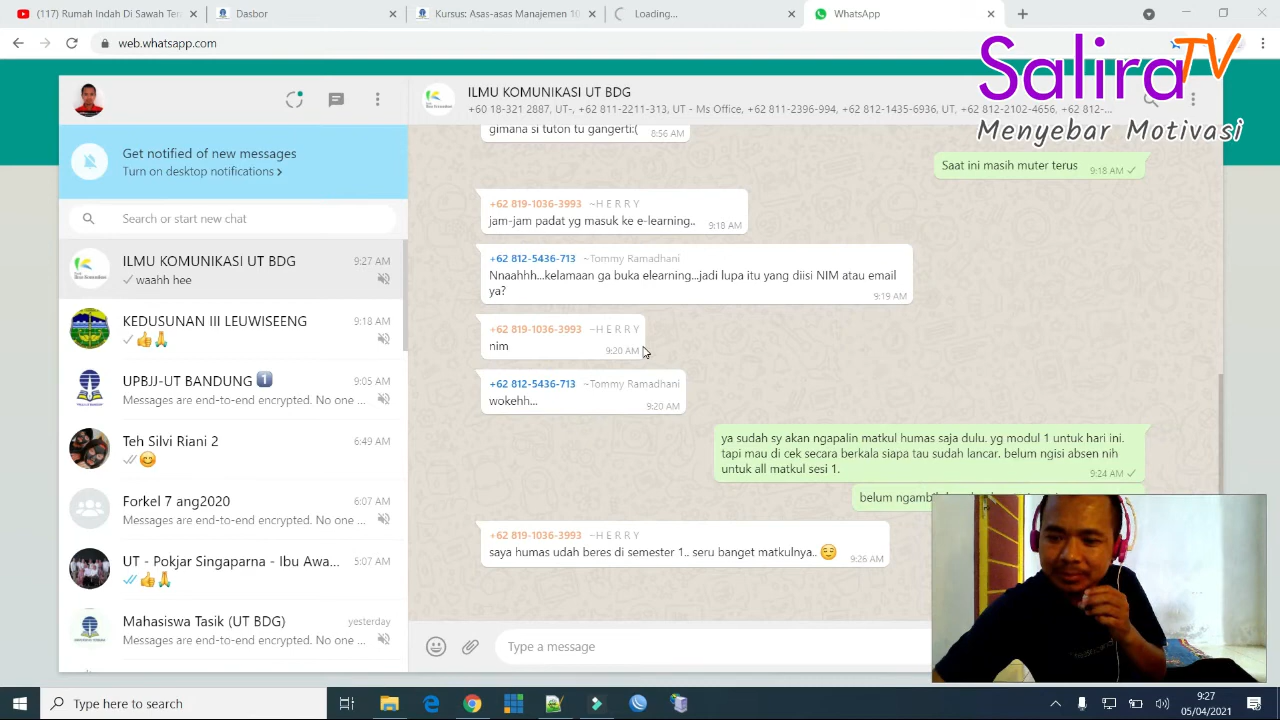 (117) Rumah Indah Di Sawah Ten
Dasbor
Kursus: Asas-asas Manajemen 10
Loading...
WhatsApp
web.whatsapp.com
Salira TV
Menyebar Motivasi
ILMU KOMUNIKASI UT BDG
+60 18-321 2887, UT-, +62 811-2211-313, UT - Ms Office, +62 811-2396-994, +62 812-1435-6936, UT, +62 812-2102-4656, +62 812-...
Get notified of new messages
Turn on desktop notifications >
Search or start new chat
ILMU KOMUNIKASI UT BDG
9:27 AM
waahh hee
KEDUSUNAN III LEUWISEENG
9:18 AM
👍🙏
UPBJJ-UT BANDUNG 1️⃣
9:05 AM
Messages are end-to-end encrypted. No one ...
Teh Silvi Riani 2
6:49 AM
😊
Forkel 7 ang2020
6:07 AM
Messages are end-to-end encrypted. No one ...
UT - Pokjar Singaparna - Ibu Awa...
5:07 AM
👍🙏
Mahasiswa Tasik (UT BDG)
yesterday
Messages are end-to-end encrypted. No one ...
gimana si tuton tu gangerti:(
8:56 AM
Saat ini masih muter terus
9:18 AM
+62 819-1036-3993 ~H E R R Y
jam-jam padat yg masuk ke e-learning..
9:18 AM
+62 812-5436-713 ~Tommy Ramadhani
Nnaahhh...kelamaan ga buka elearning...jadi lupa itu yang diisi NIM atau email
ya?
9:19 AM
+62 819-1036-3993 ~H E R R Y
nim
9:20 AM
+62 812-5436-713 ~Tommy Ramadhani
wokehh...
9:20 AM
ya sudah sy akan ngapalin matkul humas saja dulu. yg modul 1 untuk hari ini.
tapi mau di cek secara berkala siapa tau sudah lancar. belum ngisi absen nih
untuk all matkul sesi 1.
9:24 AM
belum
+62 819-1036-3993 ~H E R R Y
saya humas udah beres di semester 1.. seru banget matkulnya.. 😌
9:26 AM
Type a message
Type here to search
9:27
05/04/2021